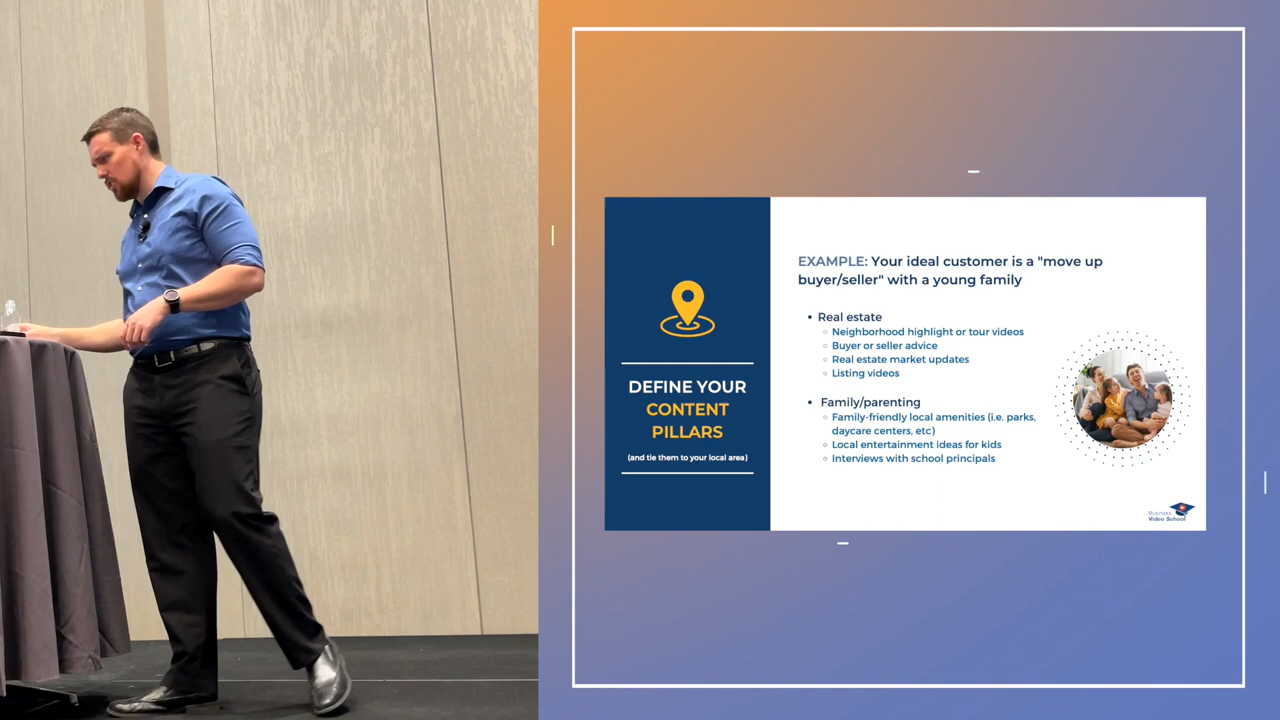 DEFINE YOUR
CONTENT
PILLARS
(and tie them to your local area)
EXAMPLE: Your ideal customer is a "move up
buyer/seller" with a young family
• Real estate
○ Neighborhood highlight or tour videos
○ Buyer or seller advice
○ Real estate market updates
○ Listing videos
• Family/parenting
○ Family-friendly local amenities (i.e. parks,
daycare centers, etc)
○ Local entertainment ideas for kids
○ Interviews with school principals
Business
Video School